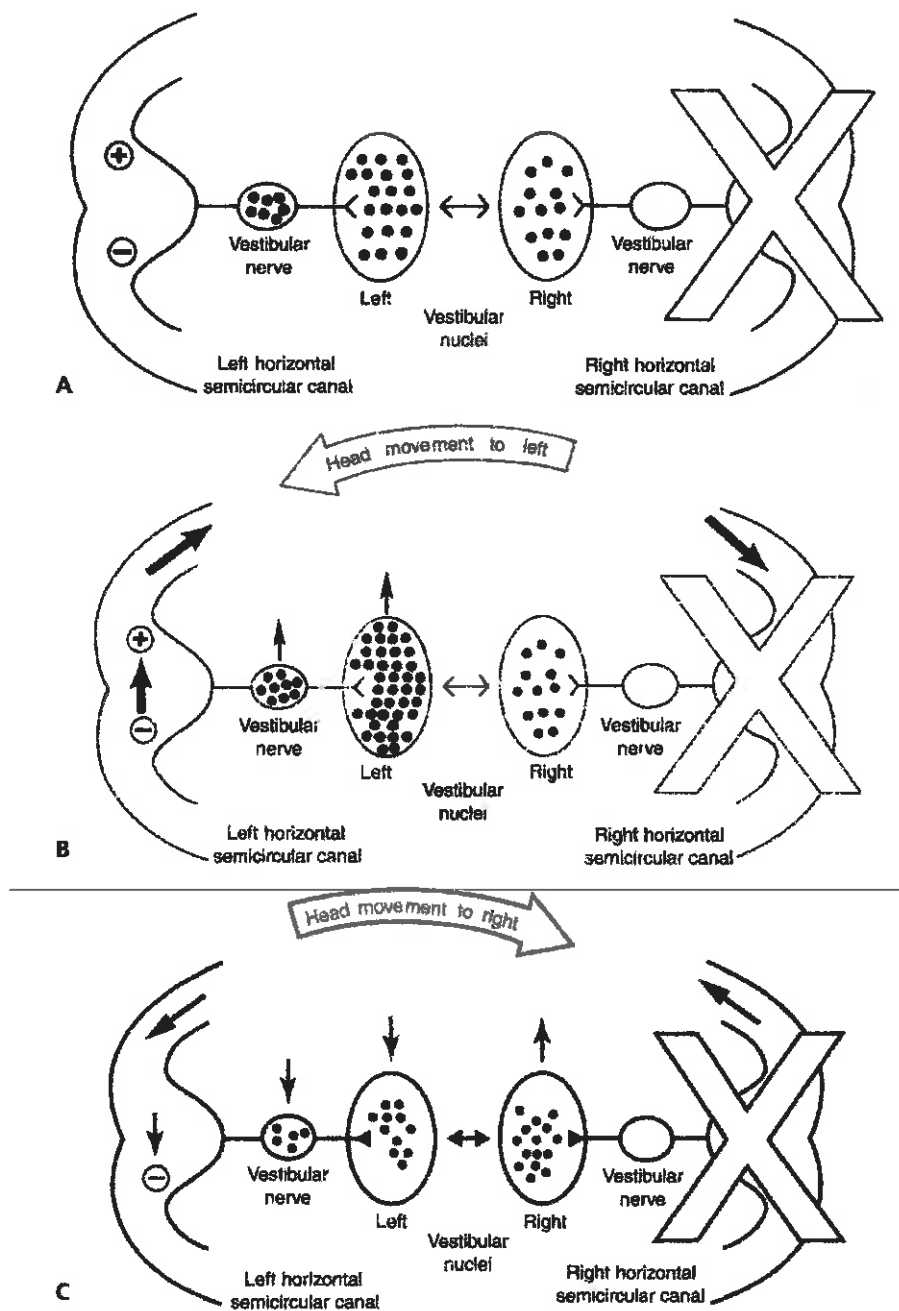 +
−
Vestibular
nerve
Left
Vestibular
nuclei
Right
Vestibular
nerve
Left horizontal
semicircular canal
Right horizontal
semicircular canal
A
Head movement to left
+
−
Vestibular
nerve
Left
Vestibular
nuclei
Right
Vestibular
nerve
Left horizontal
semicircular canal
Right horizontal
semicircular canal
B
Head movement to right
−
Vestibular
nerve
Left
Vestibular
nuclei
Right
Vestibular
nerve
Left horizontal
semicircular canal
Right horizontal
semicircular canal
C